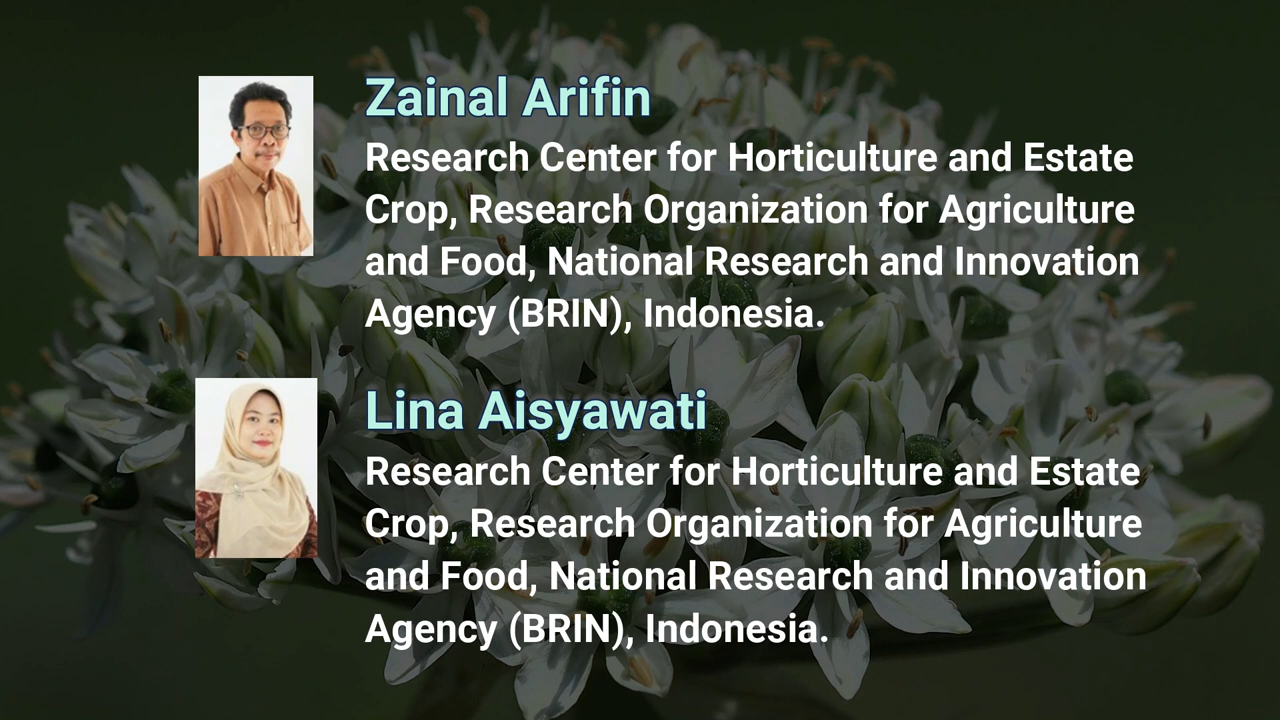 Zainal Arifin
Research Center for Horticulture and Estate
Crop, Research Organization for Agriculture
and Food, National Research and Innovation
Agency (BRIN), Indonesia.
Lina Aisyawati
Research Center for Horticulture and Estate
Crop, Research Organization for Agriculture
and Food, National Research and Innovation
Agency (BRIN), Indonesia.